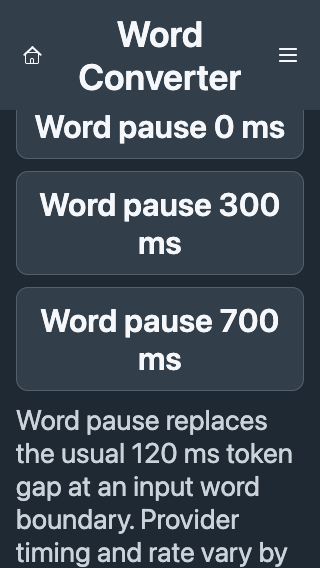 Word
Converter
Word pause 0 ms
Word pause 300
ms
Word pause 700
ms
Word pause replaces
the usual 120 ms token
gap at an input word
boundary. Provider
timing and rate vary by